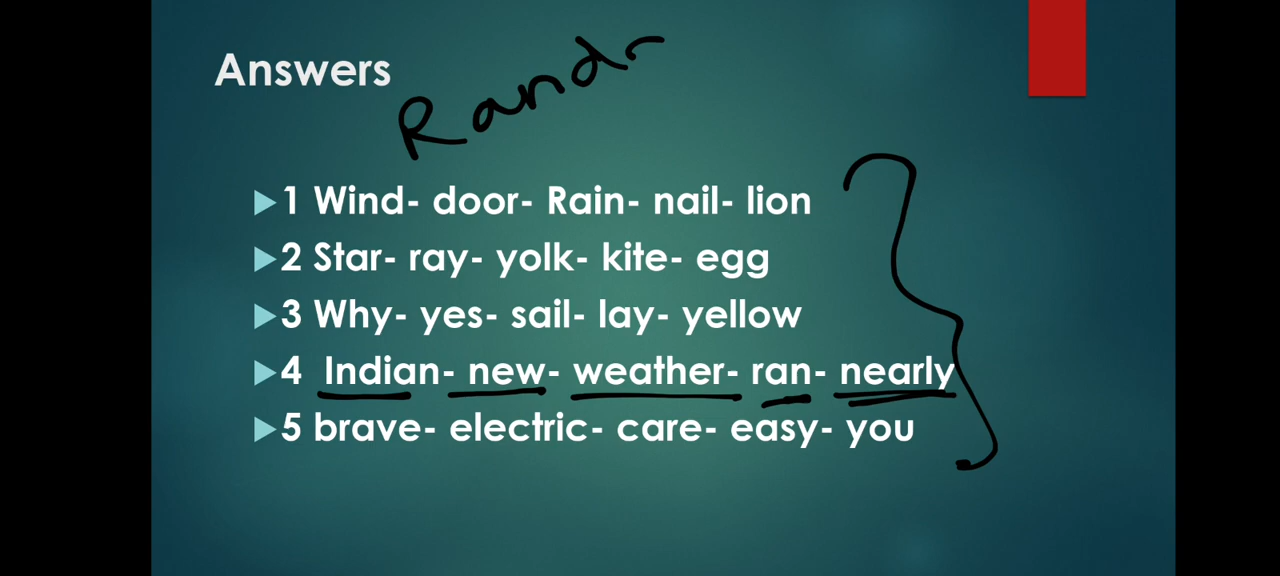 Answers
Rand
1 Wind- door- Rain- nail- lion
2 Star- ray- yolk- kite- egg
3 Why- yes- sail- lay- yellow
4 Indian- new- weather- ran- nearly
5 brave- electric- care- easy- you